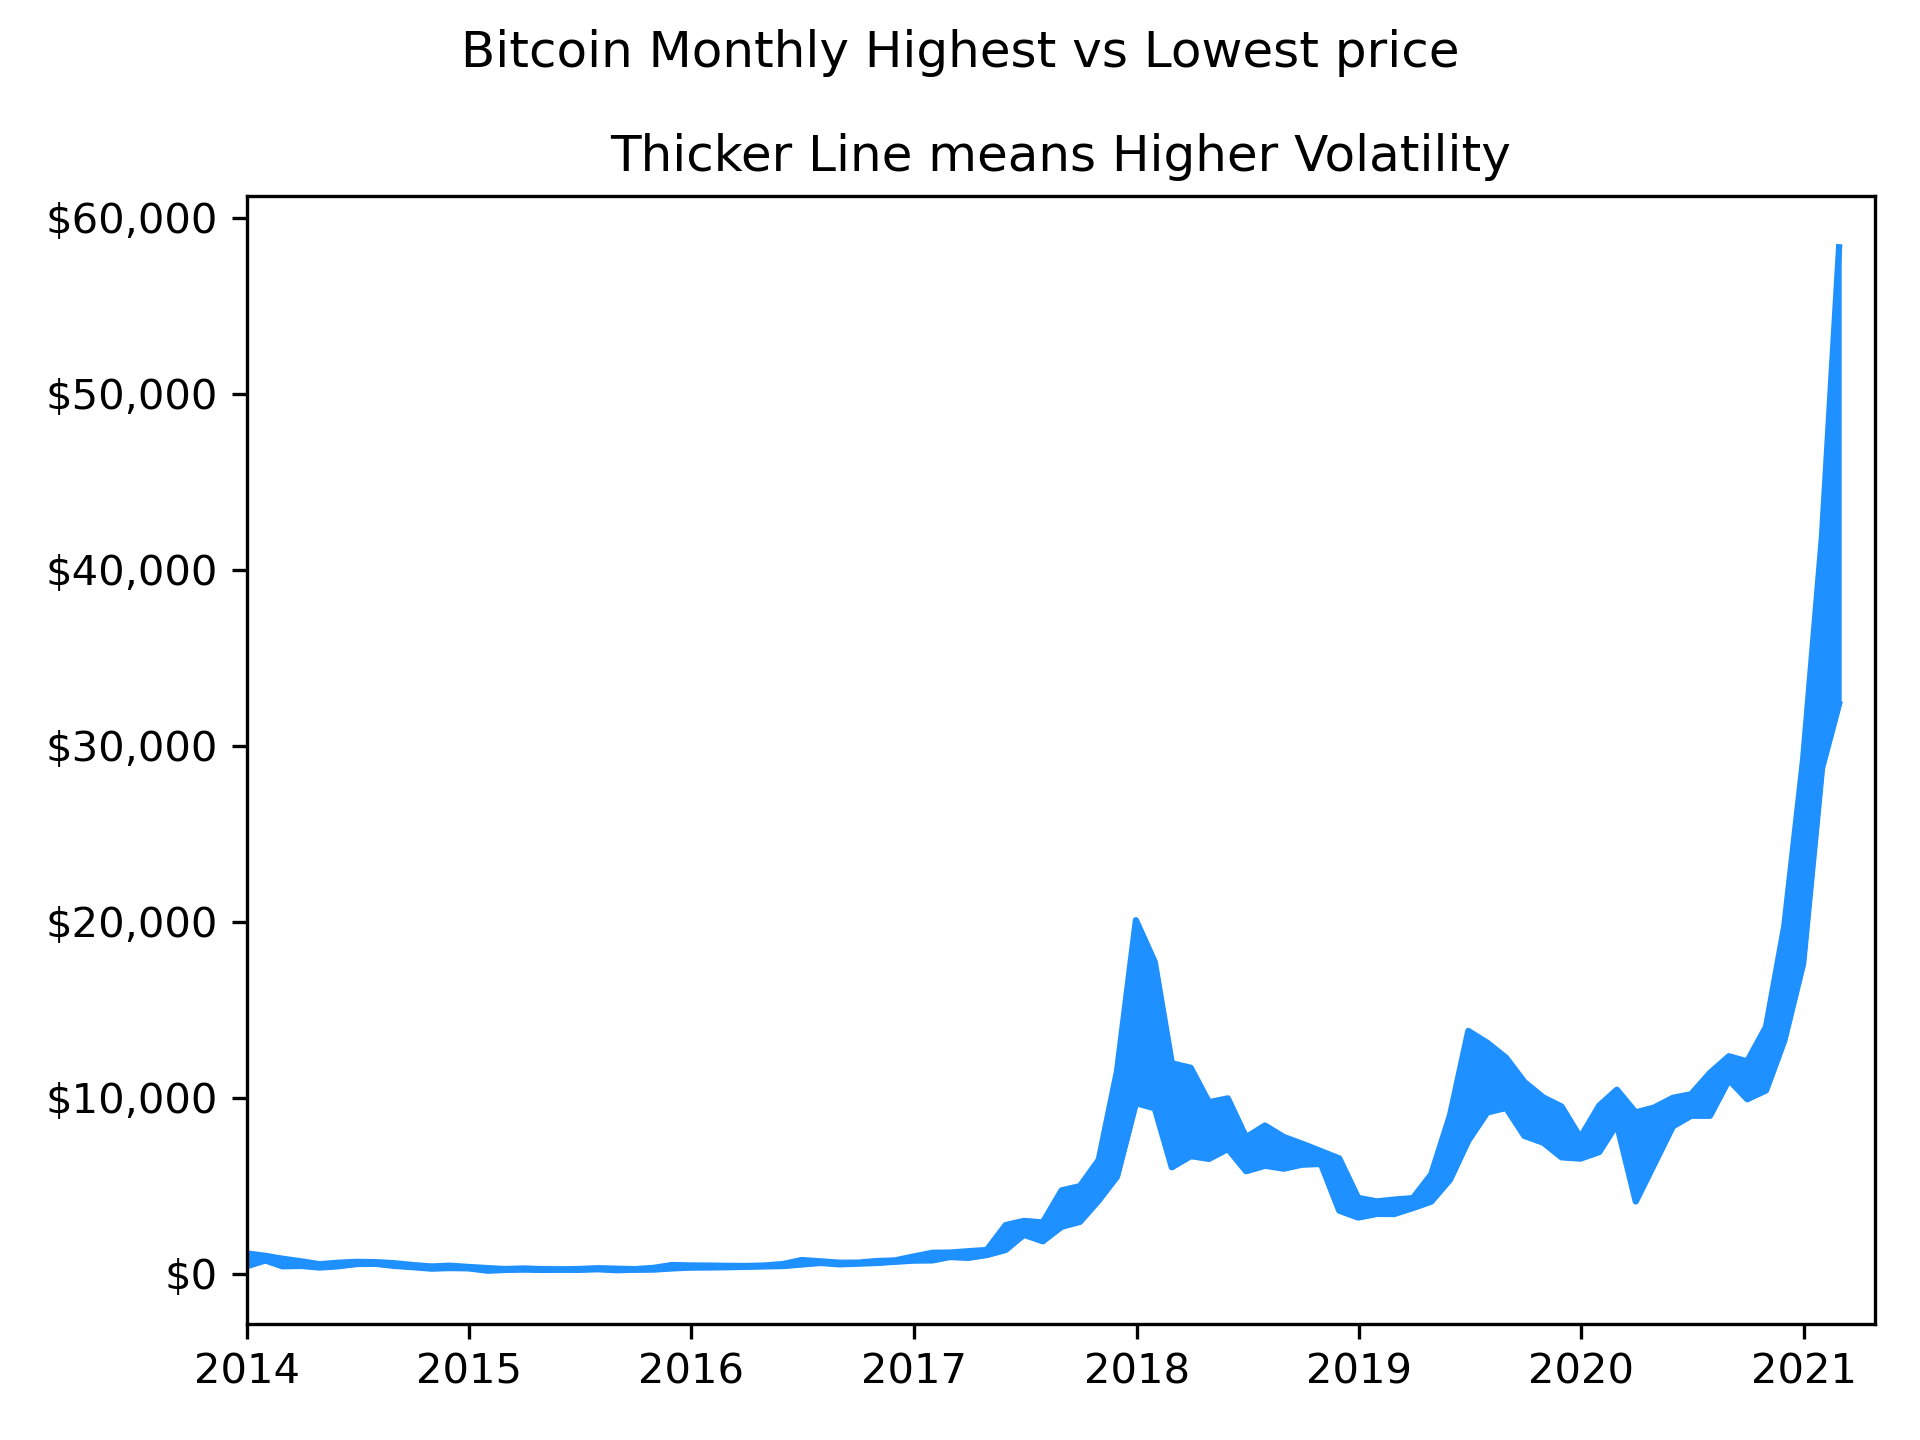 Bitcoin Monthly Highest vs Lowest price
Thicker Line means Higher Volatility
$60,000
$50,000
$40,000
$30,000
$20,000
$10,000
$0
2014 2015 2016 2017 2018 2019 2020 2021